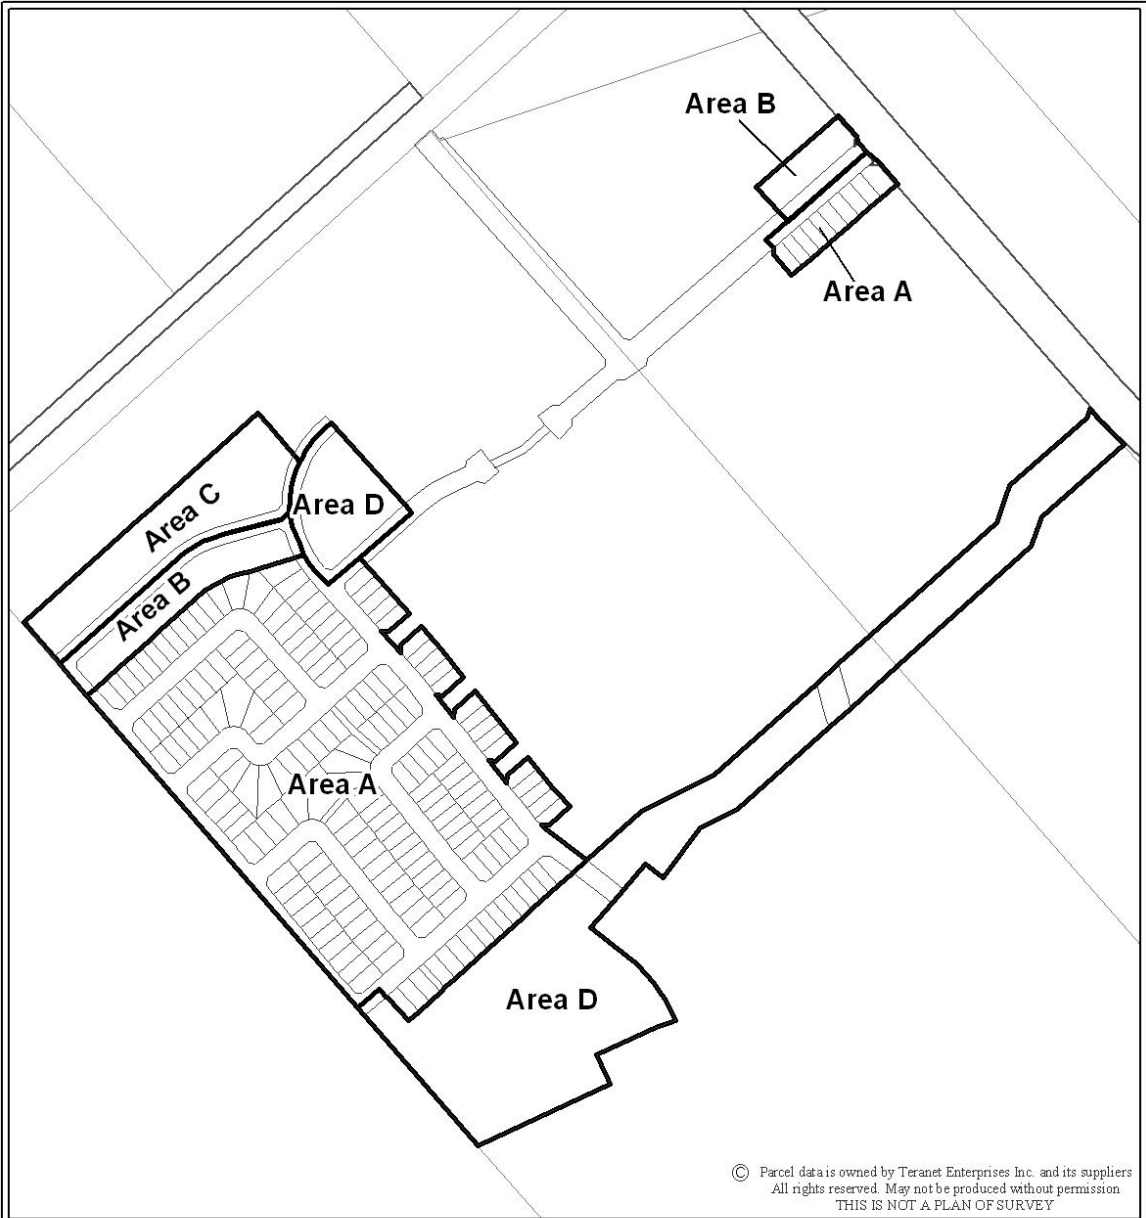 Area B
Area A
Area C
Area D
Area B
Area A
Area D
© Parcel data is owned by Teranet Enterprises Inc. and its suppliers
All rights reserved. May not be produced without permission
THIS IS NOT A PLAN OF SURVEY